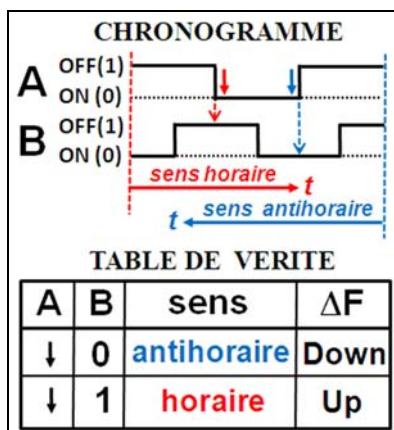 CHRONOGRAMME
A OFF(1)
ON (0)
B OFF(1)
ON (0)
sens horaire t
t sens antihoraire
TABLE DE VERITE
A B sens ΔF
↓ 0 antihoraire Down
↓ 1 horaire Up